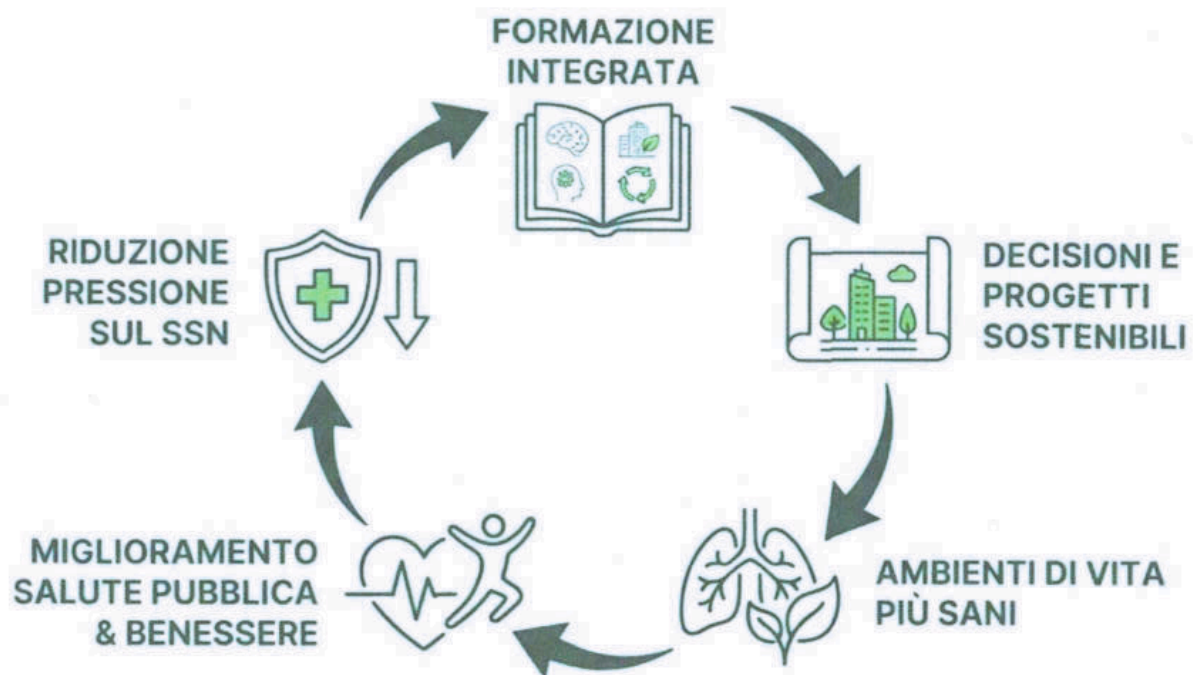 FORMAZIONE
INTEGRATA
DECISIONI E
PROGETTI
SOSTENIBILI
AMBIENTI DI VITA
PIÙ SANI
MIGLIORAMENTO
SALUTE PUBBLICA
& BENESSERE
RIDUZIONE
PRESSIONE
SUL SSN